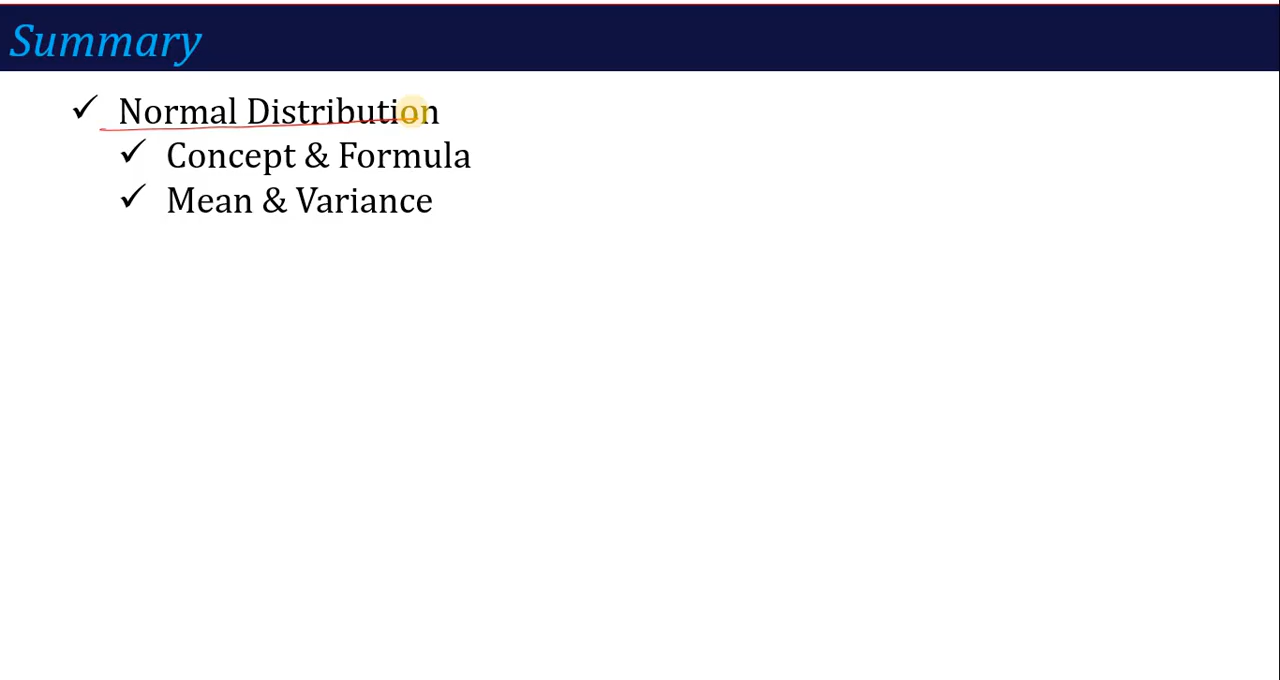 Summary
✓ Normal Distribution
✓ Concept & Formula
✓ Mean & Variance